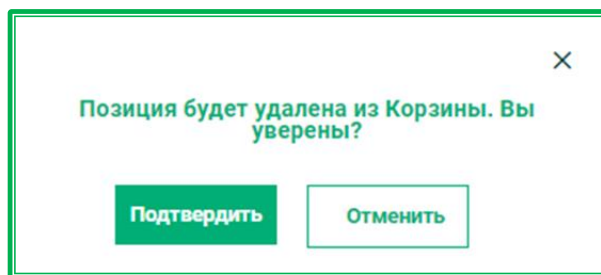 Позиция будет удалена из Корзины. Вы
уверены?
Подтвердить
Отменить